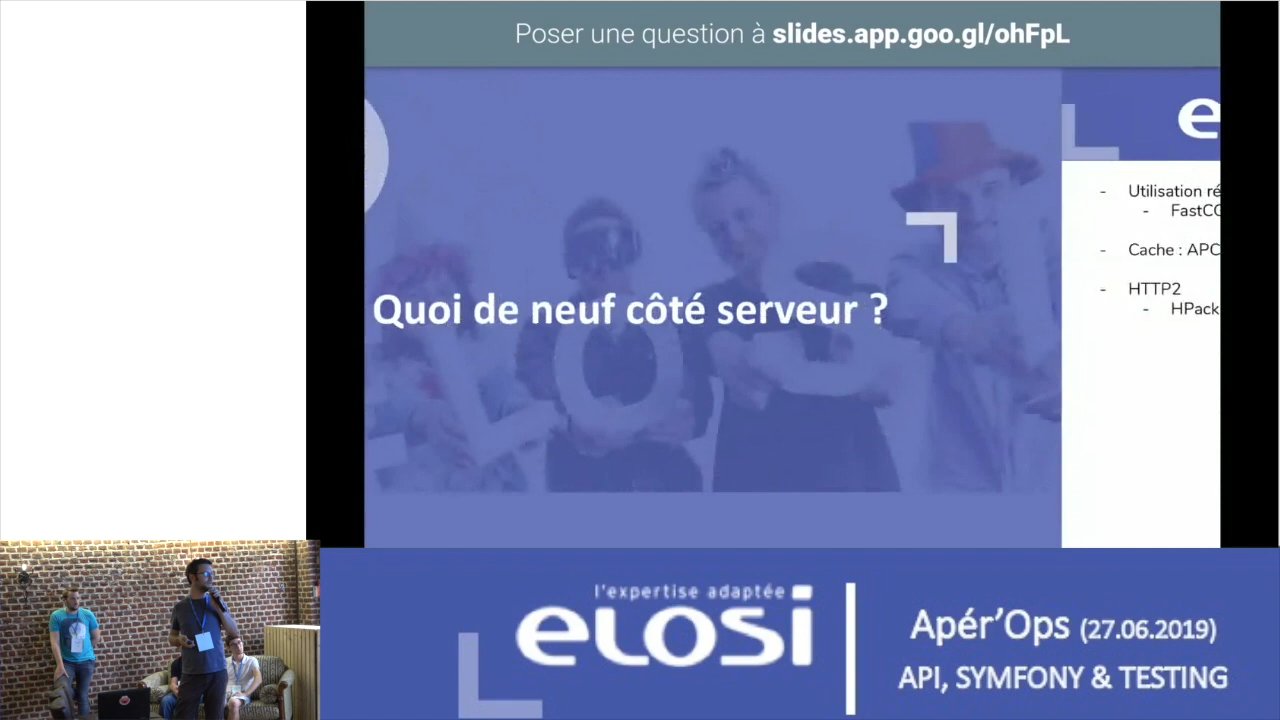 Poser une question à slides.app.goo.gl/ohFpL
Quoi de neuf côté serveur ?
e
- Utilisation ré
- FastCG
- Cache : APC
- HTTP2
- HPack
l'expertise adaptée
elosi
Apér'Ops (27.06.2019)
API, SYMFONY & TESTING